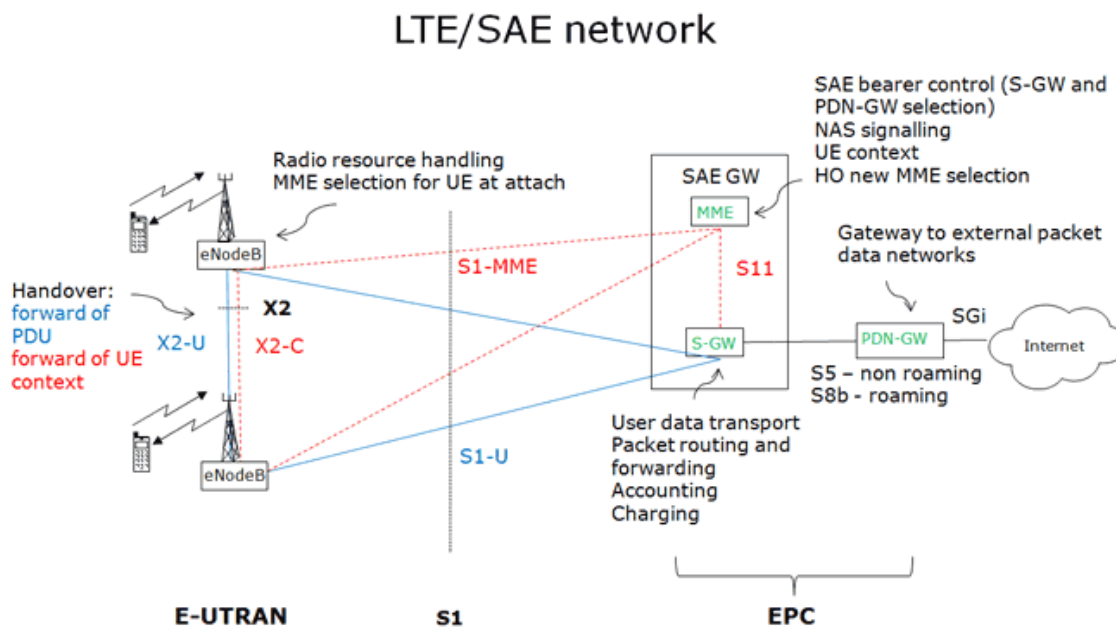 LTE/SAE network
SAE bearer control (S-GW and
PDN-GW selection)
NAS signalling
UE context
HO new MME selection
Radio resource handling
MME selection for UE at attach
SAE GW
MME
eNodeB
S1-MME
S11
Gateway to external packet
data networks
Handover:
forward of
PDU
forward of UE
context
X2
X2-U
X2-C
S-GW
PDN-GW
SGi
Internet
S5 – non roaming
S8b - roaming
User data transport
Packet routing and
forwarding
Accounting
Charging
S1-U
eNodeB
E-UTRAN
S1
EPC